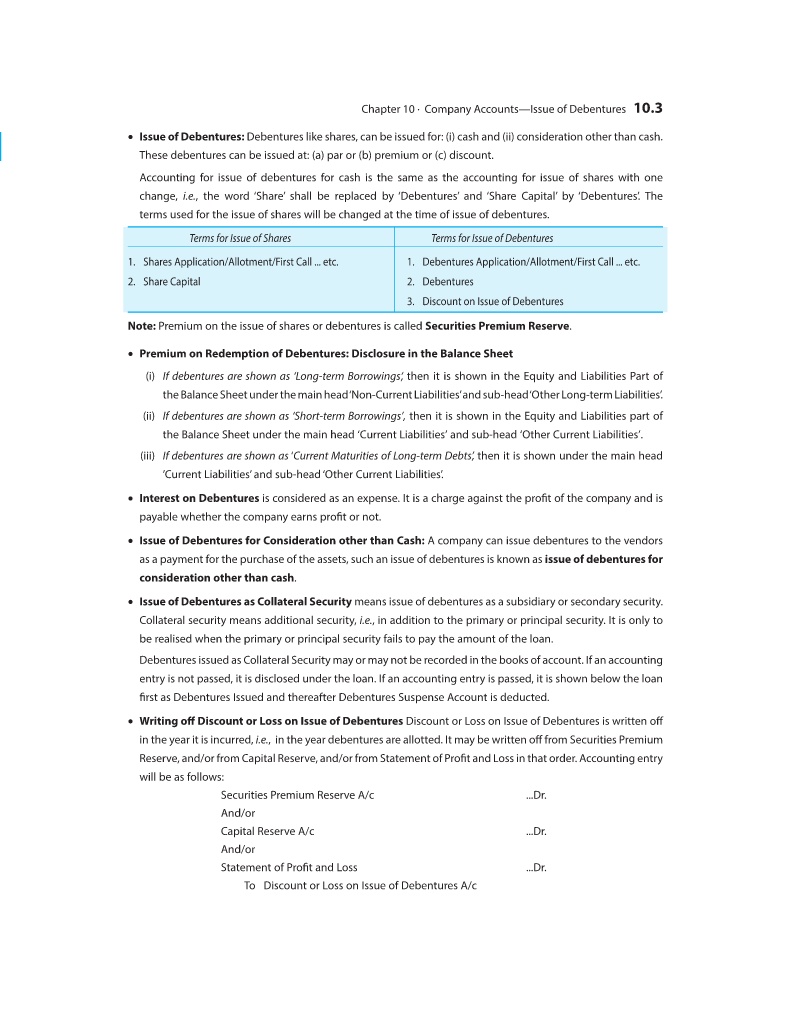 Chapter 10 · Company Accounts—Issue of Debentures 10.3
• Issue of Debentures: Debentures like shares, can be issued for: (i) cash and (ii) consideration other than cash.
These debentures can be issued at: (a) par or (b) premium or (c) discount.
Accounting for issue of debentures for cash is the same as the accounting for issue of shares with one
change, i.e., the word ‘Share’ shall be replaced by ‘Debentures’ and ‘Share Capital’ by ‘Debentures’. The
terms used for the issue of shares will be changed at the time of issue of debentures.
Terms for Issue of Shares Terms for Issue of Debentures
1. Shares Application/Allotment/First Call ... etc. 1. Debentures Application/Allotment/First Call ... etc.
2. Share Capital 2. Debentures
3. Discount on Issue of Debentures
Note: Premium on the issue of shares or debentures is called Securities Premium Reserve.
• Premium on Redemption of Debentures: Disclosure in the Balance Sheet
(i) If debentures are shown as ‘Long-term Borrowings’, then it is shown in the Equity and Liabilities Part of
the Balance Sheet under the main head ‘Non-Current Liabilities’ and sub-head ‘Other Long-term Liabilities’.
(ii) If debentures are shown as ‘Short-term Borrowings’, then it is shown in the Equity and Liabilities part of
the Balance Sheet under the main head ‘Current Liabilities’ and sub-head ‘Other Current Liabilities’.
(iii) If debentures are shown as ‘Current Maturities of Long-term Debts’, then it is shown under the main head
‘Current Liabilities’ and sub-head ‘Other Current Liabilities’.
• Interest on Debentures is considered as an expense. It is a charge against the profit of the company and is
payable whether the company earns profit or not.
• Issue of Debentures for Consideration other than Cash: A company can issue debentures to the vendors
as a payment for the purchase of the assets, such an issue of debentures is known as issue of debentures for
consideration other than cash.
• Issue of Debentures as Collateral Security means issue of debentures as a subsidiary or secondary security.
Collateral security means additional security, i.e., in addition to the primary or principal security. It is only to
be realised when the primary or principal security fails to pay the amount of the loan.
Debentures issued as Collateral Security may or may not be recorded in the books of account. If an accounting
entry is not passed, it is disclosed under the loan. If an accounting entry is passed, it is shown below the loan
first as Debentures Issued and thereafter Debentures Suspense Account is deducted.
• Writing off Discount or Loss on Issue of Debentures Discount or Loss on Issue of Debentures is written off
in the year it is incurred, i.e., in the year debentures are allotted. It may be written off from Securities Premium
Reserve, and/or from Capital Reserve, and/or from Statement of Profit and Loss in that order. Accounting entry
will be as follows:
Securities Premium Reserve A/c ...Dr.
And/or
Capital Reserve A/c ...Dr.
And/or
Statement of Profit and Loss ...Dr.
To Discount or Loss on Issue of Debentures A/c